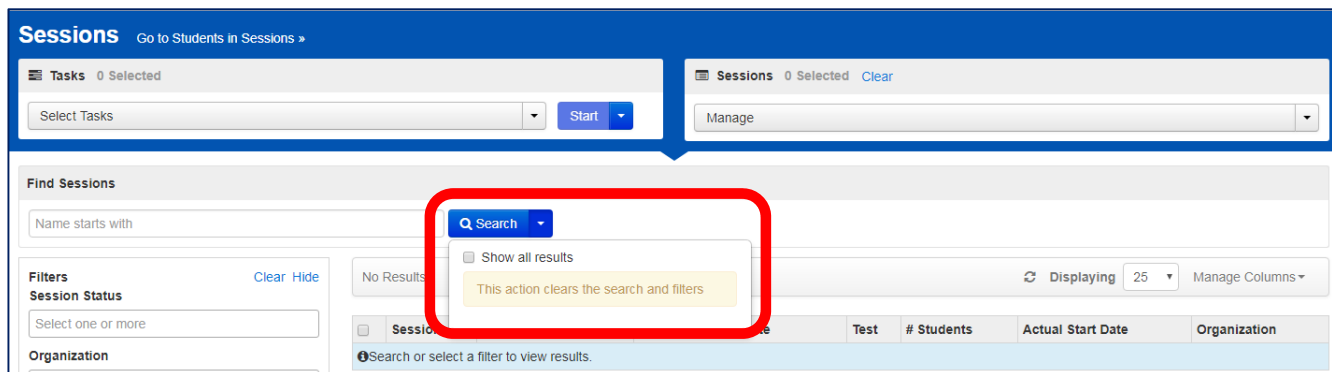 Sessions Go to Students in Sessions »
Tasks 0 Selected
Sessions 0 Selected Clear
Select Tasks
Start
Manage
Find Sessions
Name starts with
Search
Show all results
This action clears the search and filters
Filters Clear Hide
Session Status
Select one or more
Organization
No Results
Displaying 25 Manage Columns
Test # Students Actual Start Date Organization
Search or select a filter to view results.